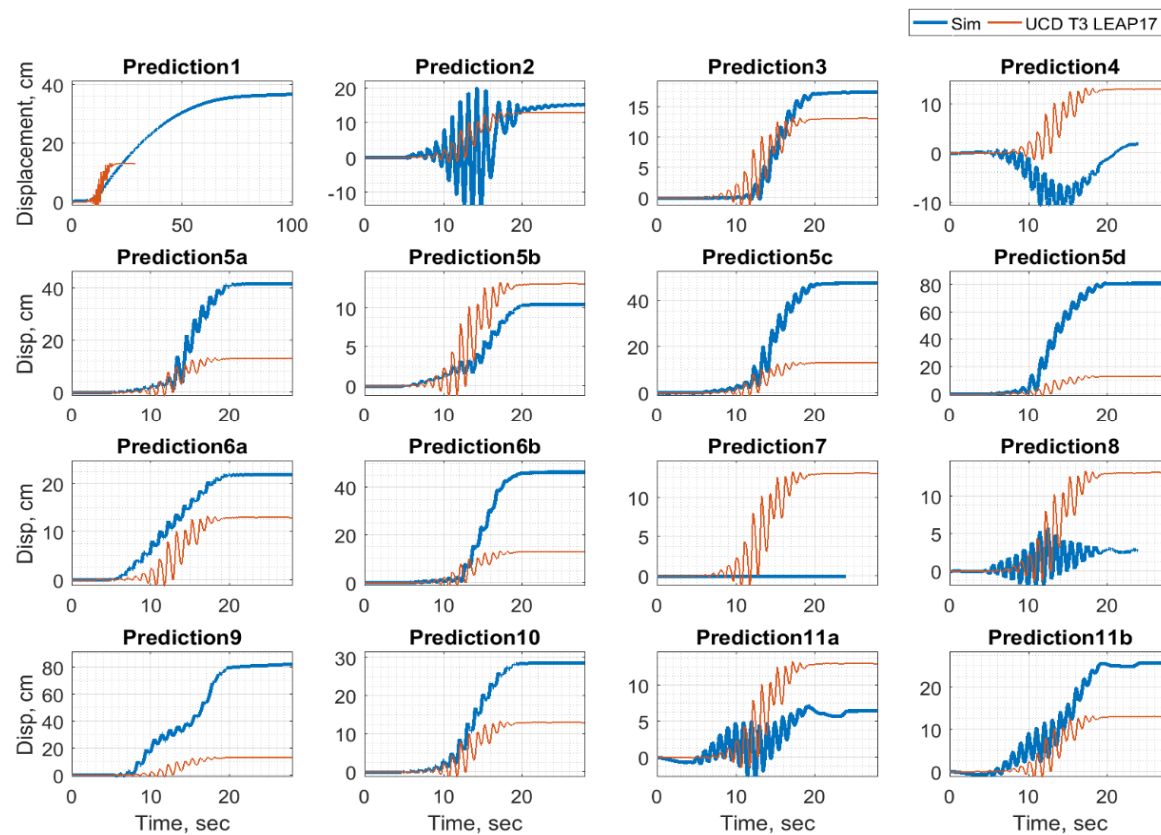 Sim UCD T3 LEAP17
Prediction1 Prediction2 Prediction3 Prediction4
Displacement, cm
40
20
0
0 50 100
20
10
0
-10
0 10 20
15
10
5
0
0 10 20
10
0
-10
0 10 20
Prediction5a Prediction5b Prediction5c Prediction5d
Disp, cm
40
20
0
0 10 20
10
5
0
0 10 20
40
20
0
0 10 20
80
60
40
20
0
0 10 20
Prediction6a Prediction6b Prediction7 Prediction8
Disp, cm
20
10
0
0 10 20
40
20
0
0 10 20
10
5
0
0 10 20
10
5
0
0 10 20
Prediction9 Prediction10 Prediction11a Prediction11b
Disp, cm
80
60
40
20
0
0 10 20
30
20
10
0
0 10 20
10
5
0
0 10 20
20
10
0
0 10 20
Time, sec Time, sec Time, sec Time, sec